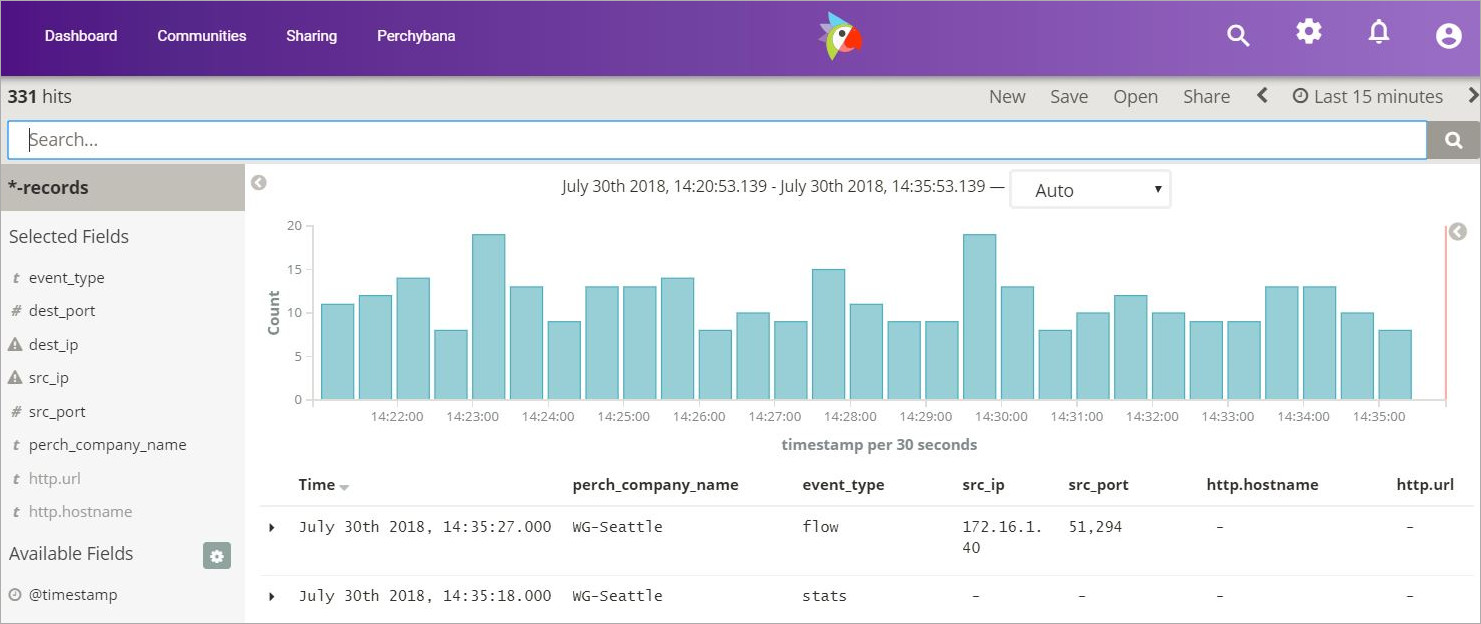 Dashboard Communities Sharing Perchybana
331 hits New Save Open Share Last 15 minutes
Search...
*-records
July 30th 2018, 14:20:53.139 - July 30th 2018, 14:35:53.139 — Auto
Selected Fields
t event_type
# dest_port
dest_ip
src_ip
# src_port
t perch_company_name
t http.url
t http.hostname
Available Fields
@timestamp
Count
20
15
10
5
0
14:22:00 14:23:00 14:24:00 14:25:00 14:26:00 14:27:00 14:28:00 14:29:00 14:30:00 14:31:00 14:32:00 14:33:00 14:34:00 14:35:00
timestamp per 30 seconds
Time perch_company_name event_type src_ip src_port http.hostname http.url
July 30th 2018, 14:35:27.000 WG-Seattle flow 172.16.1. 51,294 - -
40
July 30th 2018, 14:35:18.000 WG-Seattle stats - - - -